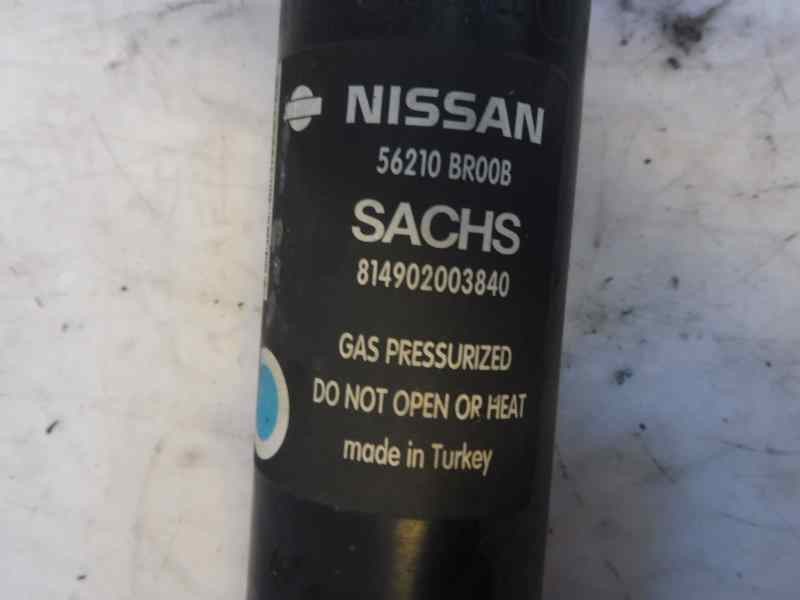 NISSAN
56210 BR00B
SACHS
814902003840
GAS PRESSURIZED
DO NOT OPEN OR HEAT
made in Turkey